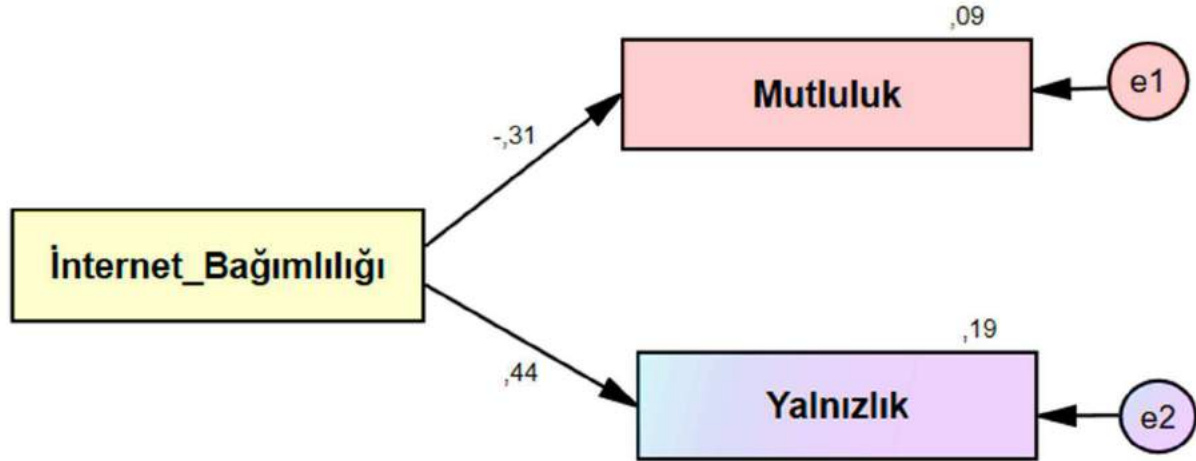 ,09
Mutluluk
e1
-,31
İnternet_Bağımlılığı
,44
,19
Yalnızlık
e2